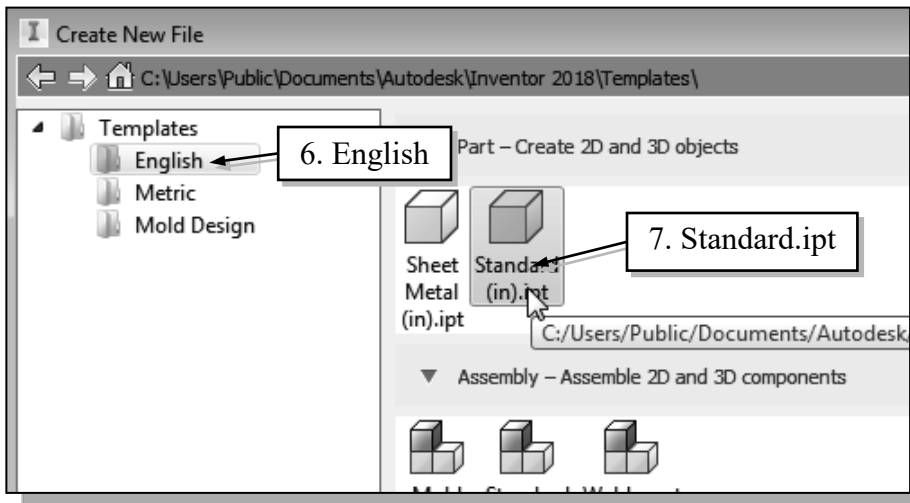 Create New File
C:\Users\Public\Documents\Autodesk\Inventor 2018\Templates\
Templates
English
Metric
Mold Design
6. English
Part – Create 2D and 3D objects
Sheet Metal (in).ipt
Standard (in).ipt
7. Standard.ipt
C:/Users/Public/Documents/Autodesk/
Assembly – Assemble 2D and 3D components